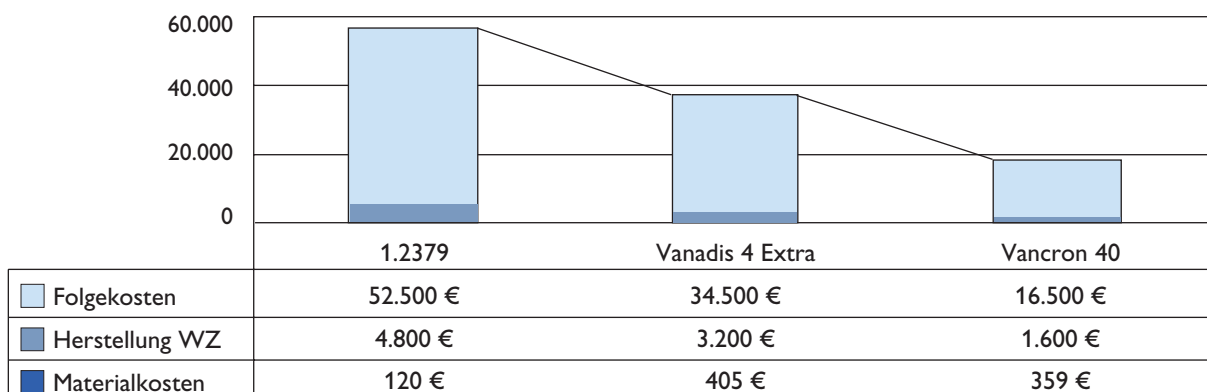 60.000
40.000
20.000
0
1.2379 Vanadis 4 Extra Vancron 40
Folgekosten 52.500 € 34.500 € 16.500 €
Herstellung WZ 4.800 € 3.200 € 1.600 €
Materialkosten 120 € 405 € 359 €